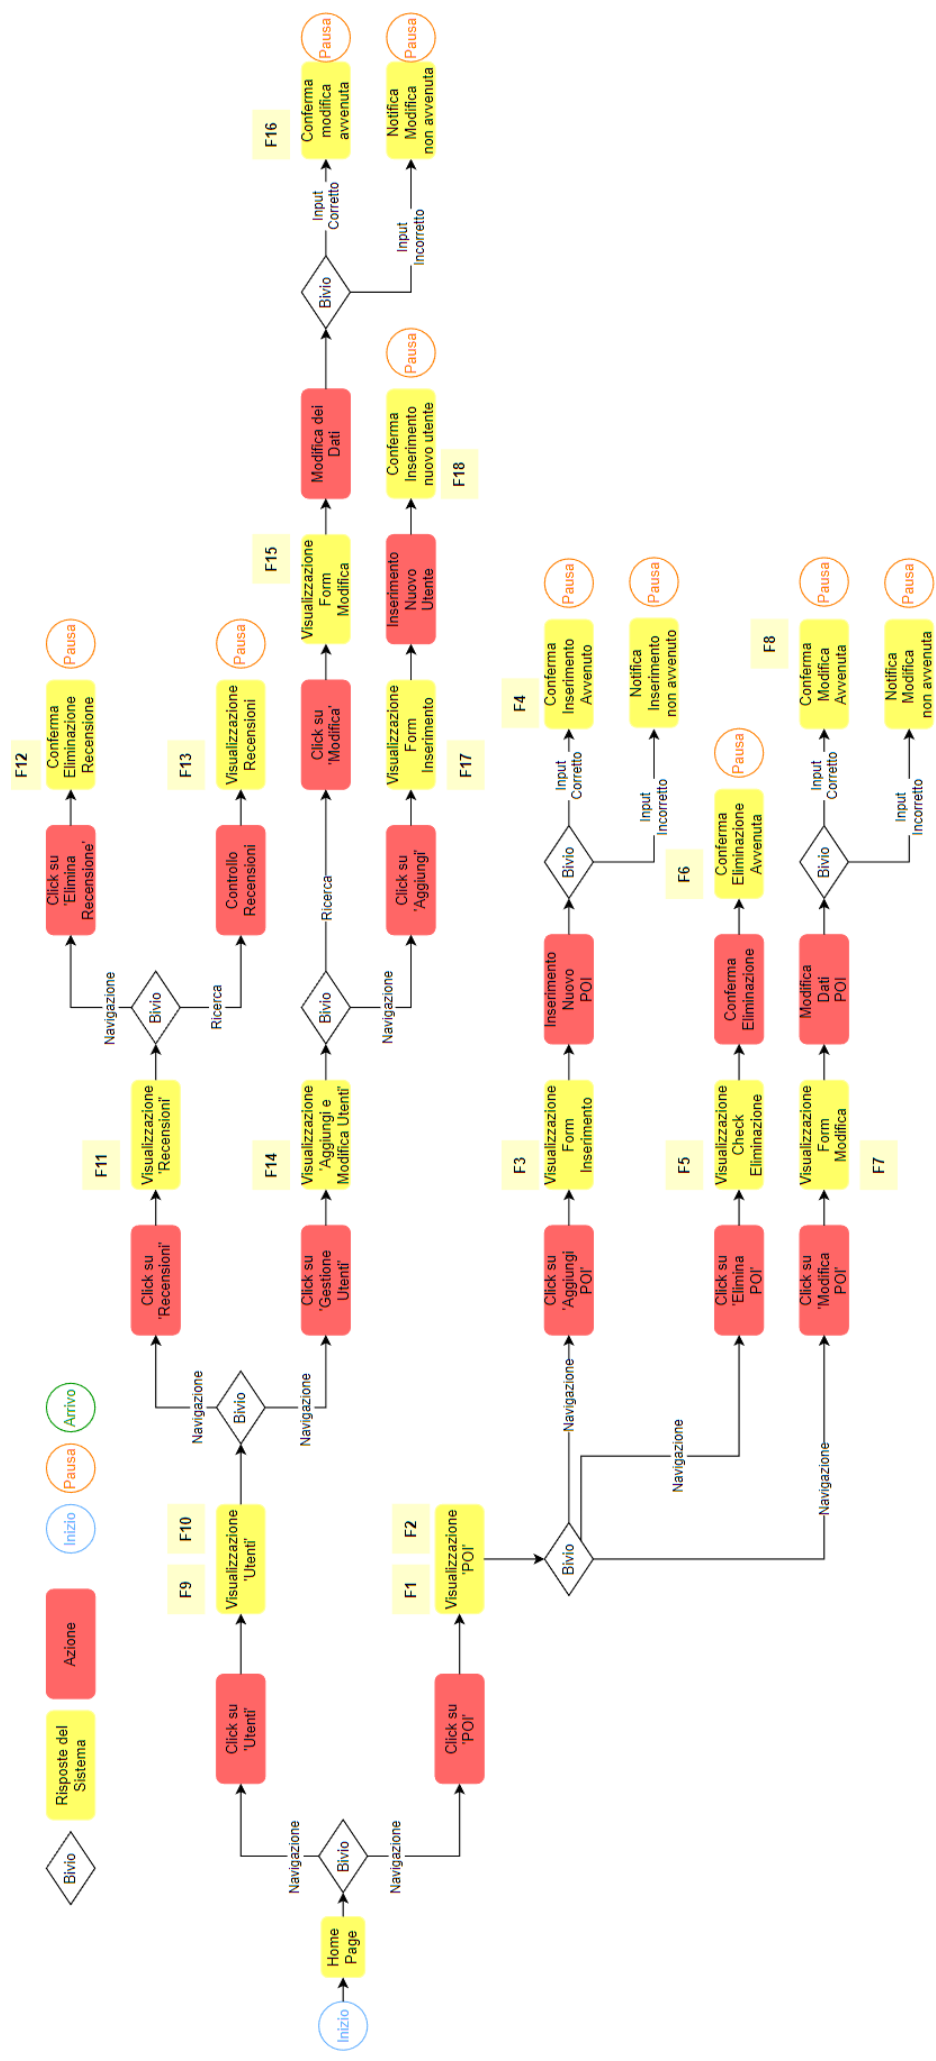 Bivio
Risposte del
Sistema
Azione
Inizio
Pausa
Arrivo
Inizio
Home
Page
Bivio
Navigazione
Click su
'Utenti'
F9
F10
Visualizzazione
'Utenti'
Bivio
Navigazione
Click su
'Recensioni'
F11
Visualizzazione
'Recensioni'
Bivio
Navigazione
Click su
'Elimina
Recensione'
F12
Conferma
Eliminazione
Recensione
Pausa
Ricerca
Controllo
Recensioni
F13
Visualizzazione
Recensioni
Pausa
Navigazione
Click su
'Gestione
Utenti'
F14
Visualizzazione
'Aggiungi e
Modifica Utenti'
Bivio
Ricerca
Click su
'Modifica'
F15
Visualizzazione
Form
Modifica
Modifica dei
Dati
Bivio
Input
Corretto
F16
Conferma
modifica
avvenuta
Pausa
Input
Incorretto
Notifica
Modifica
non avvenuta
Pausa
Navigazione
Click su
'Aggiungi'
Visualizzazione
Form
Inserimento
F17
Inserimento
Nuovo
Utente
Conferma
Inserimento
nuovo utente
F18
Pausa
Navigazione
Click su
'POI'
F1
F2
Visualizzazione
'POI'
Bivio
Navigazione
Click su
'Aggiungi
POI'
F3
Visualizzazione
Form
Inserimento
Inserimento
Nuovo
POI
Bivio
Input
Corretto
F4
Conferma
Inserimento
Avvenuto
Pausa
Input
Incorretto
Notifica
Inserimento
non avvenuto
Pausa
Navigazione
Click su
'Elimina
POI'
F5
Visualizzazione
Check
Eliminazione
Conferma
Eliminazione
F6
Conferma
Eliminazione
Avvenuta
Pausa
Navigazione
Click su
'Modifica
POI'
Visualizzazione
Form
Modifica
F7
Modifica
Dati
POI
Bivio
Input
Corretto
F8
Conferma
Modifica
Avvenuta
Pausa
Input
Incorretto
Notifica
Modifica
non avvenuta
Pausa